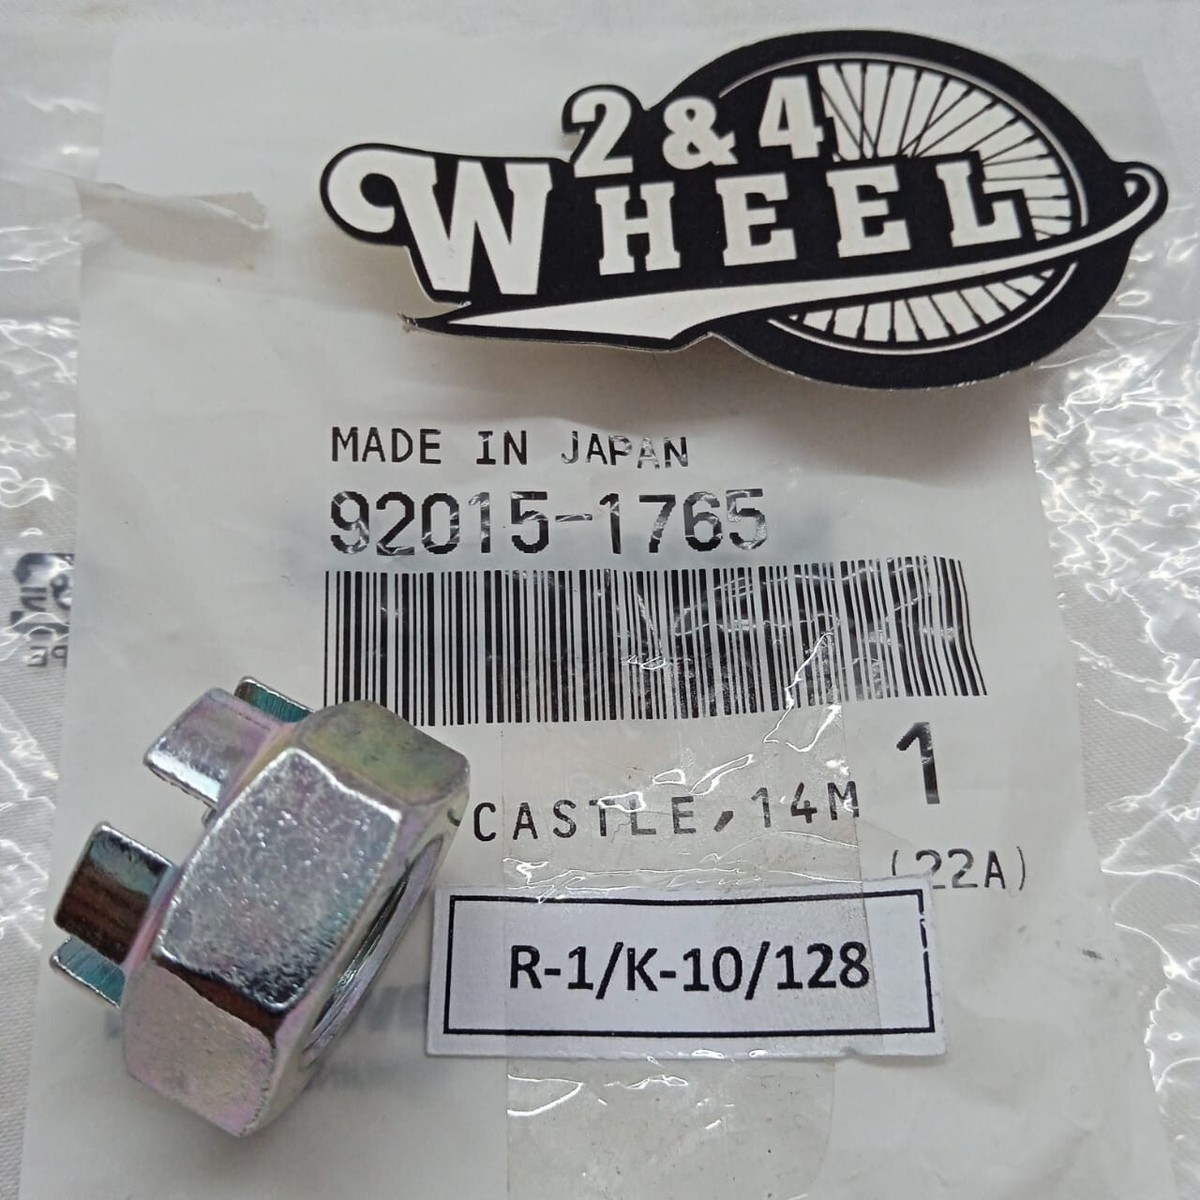 2 & 4
WHEEL
MADE IN JAPAN
92015-1765
1
CASTLE,14M
(22A)
R-1/K-10/128